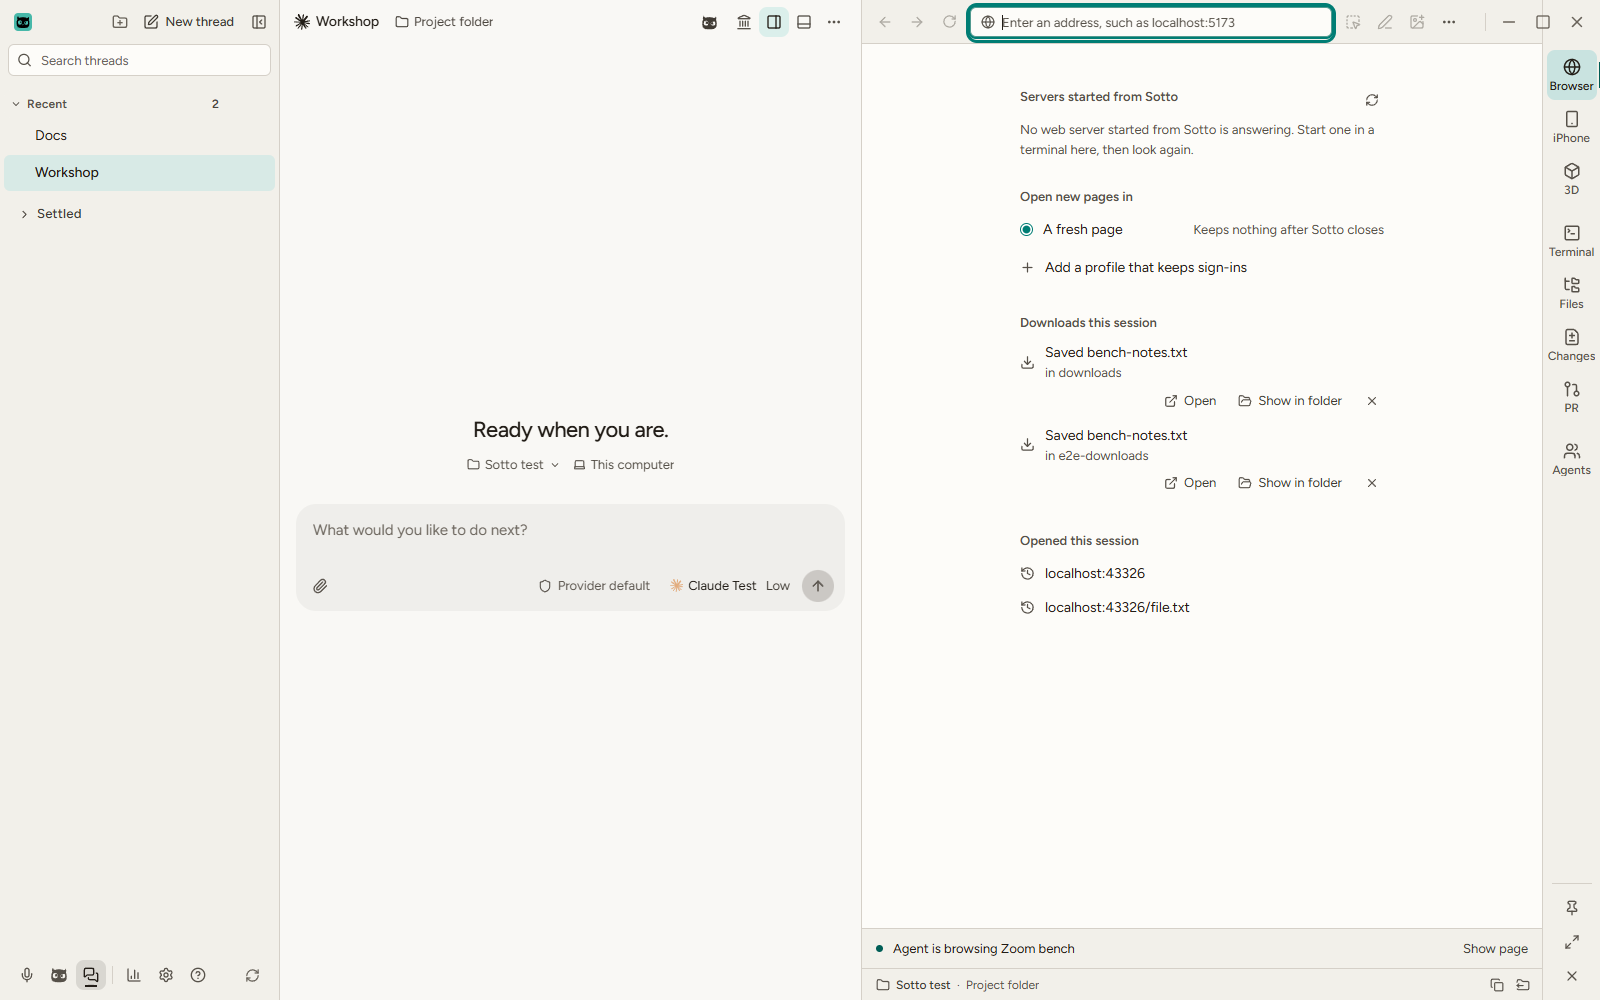 New thread
Search threads
Recent 2
Docs
Workshop
Settled
Workshop Project folder
Ready when you are.
Sotto test This computer
What would you like to do next?
Provider default Claude Test Low
Enter an address, such as localhost:5173
Servers started from Sotto
No web server started from Sotto is answering. Start one in a
terminal here, then look again.
Open new pages in
A fresh page Keeps nothing after Sotto closes
Add a profile that keeps sign-ins
Downloads this session
Saved bench-notes.txt
in downloads
Open Show in folder
Saved bench-notes.txt
in e2e-downloads
Open Show in folder
Opened this session
localhost:43326
localhost:43326/file.txt
Agent is browsing Zoom bench Show page
Sotto test · Project folder
Browser
iPhone
3D
Terminal
Files
Changes
PR
Agents